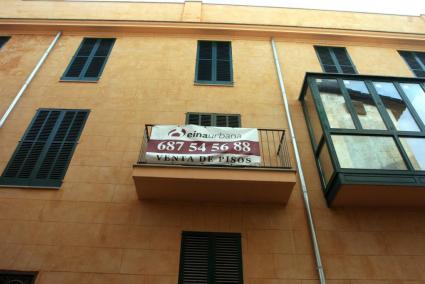 einaurbana
687 54 56 88
VENTA DE PISOS